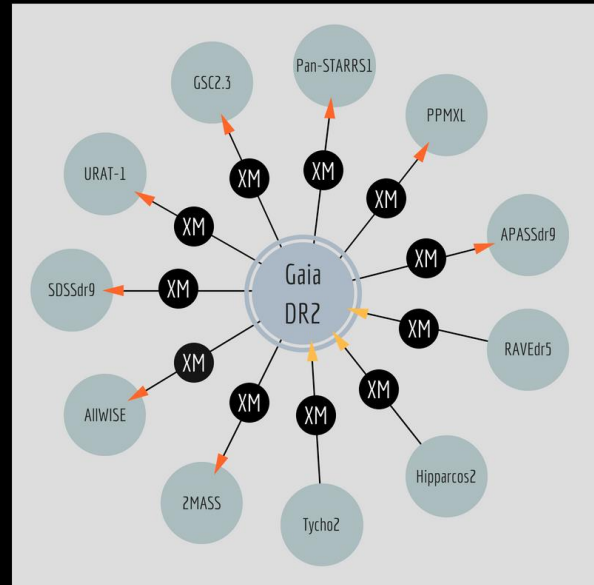 Pan-STARRS1
GSC2.3
PPMXL
XM
XM
XM
URAT-1
XM
APASSdr9
XM
Gaia
DR2
SDSSdr9
XM
XM
RAVEdr5
XM
AllWISE
XM
XM
XM
Hipparcos2
2MASS
Tycho2